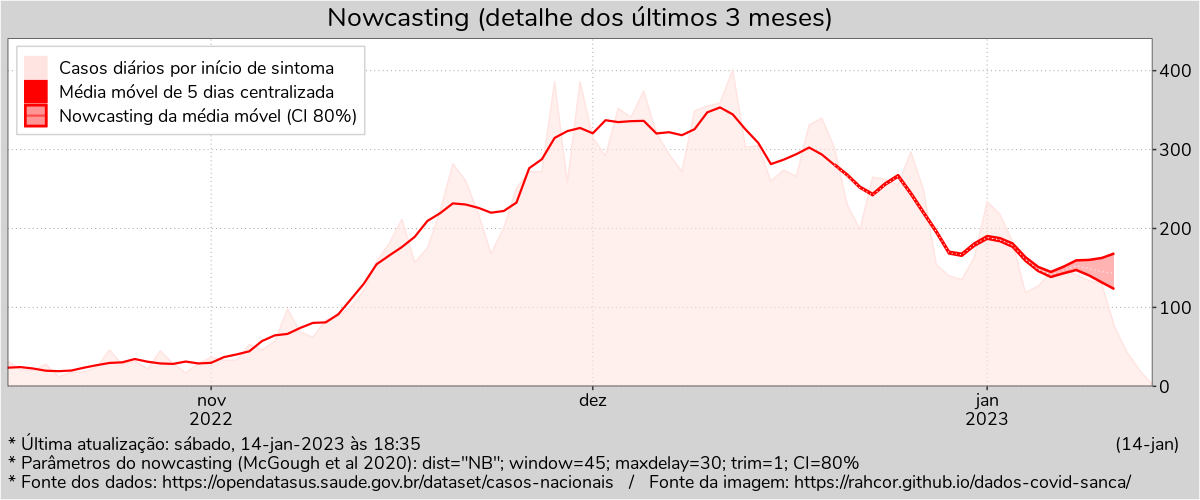 Nowcasting (detalhe dos últimos 3 meses)
Casos diários por início de sintoma
Média móvel de 5 dias centralizada
Nowcasting da média móvel (CI 80%)
400
300
200
100
0
nov
2022
dez
jan
2023
* Última atualização: sábado, 14-jan-2023 às 18:35
(14-jan)
* Parâmetros do nowcasting (McGough et al 2020): dist="NB"; window=45; maxdelay=30; trim=1; CI=80%
* Fonte dos dados: https://opendatasus.saude.gov.br/dataset/casos-nacionais / Fonte da imagem: https://rahcor.github.io/dados-covid-sanca/